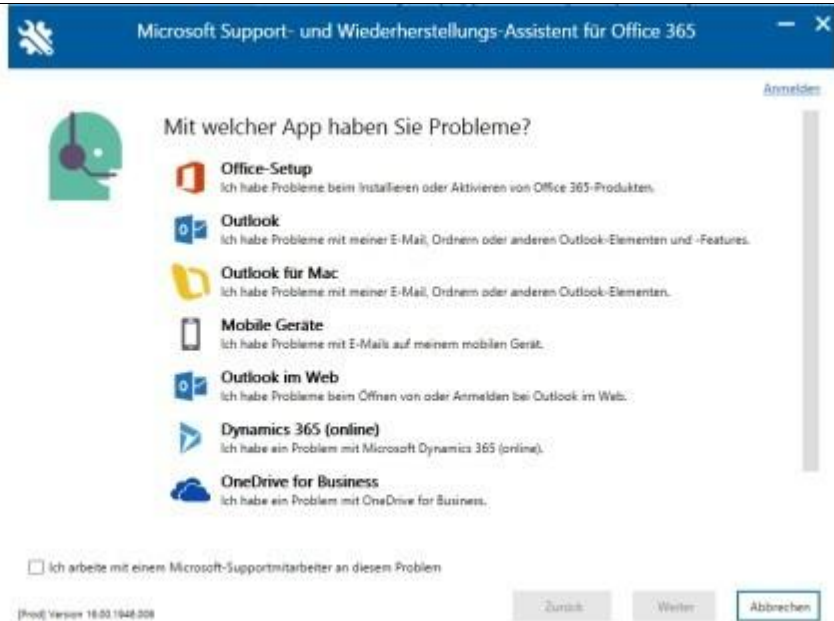 Microsoft Support- und Wiederherstellungs-Assistent für Office 365
Anmelden
Mit welcher App haben Sie Probleme?
Office-Setup
Ich habe Probleme beim Installieren oder Aktivieren von Office 365-Produkten.
Outlook
Ich habe Probleme mit meiner E-Mail, Ordnern oder anderen Outlook-Elementen und -Features.
Outlook für Mac
Ich habe Probleme mit meiner E-Mail, Ordnern oder anderen Outlook-Elementen.
Mobile Geräte
Ich habe Probleme mit E-Mails auf meinem mobilen Gerät.
Outlook im Web
Ich habe Probleme beim Öffnen von oder Anmelden bei Outlook im Web.
Dynamics 365 (online)
Ich habe ein Problem mit Microsoft Dynamics 365 (online).
OneDrive for Business
Ich habe ein Problem mit OneDrive for Business.
Ich arbeite mit einem Microsoft-Supportmitarbeiter an diesem Problem
[Prod] Version 16.00.1946.008
Zurück
Weiter
Abbrechen